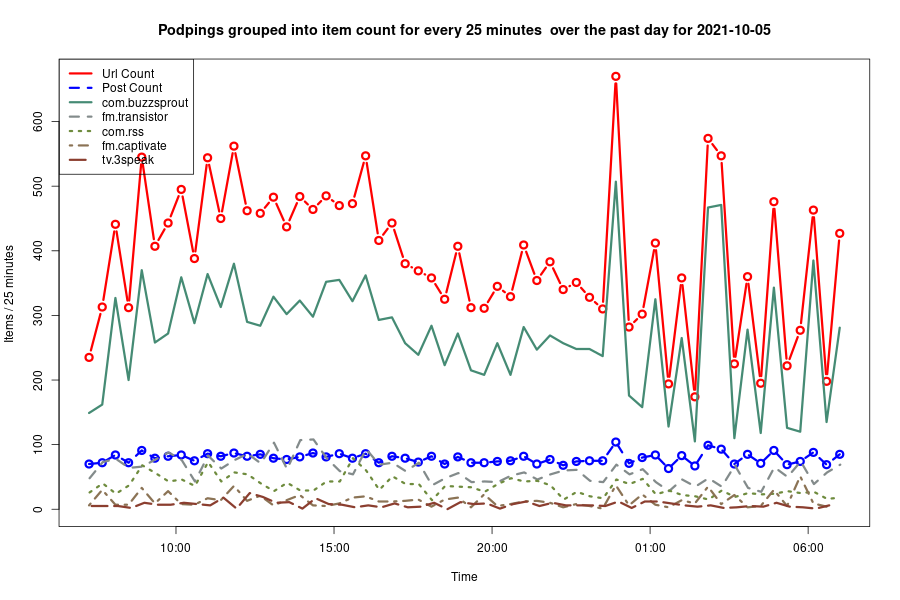 Podpings grouped into item count for every 25 minutes  over the past day for 2021-10-05
Url Count
Post Count
com.buzzsprout
fm.transistor
com.rss
fm.captivate
tv.3speak
Items / 25 minutes
600
500
400
300
200
100
0
10:00
15:00
20:00
01:00
06:00
Time